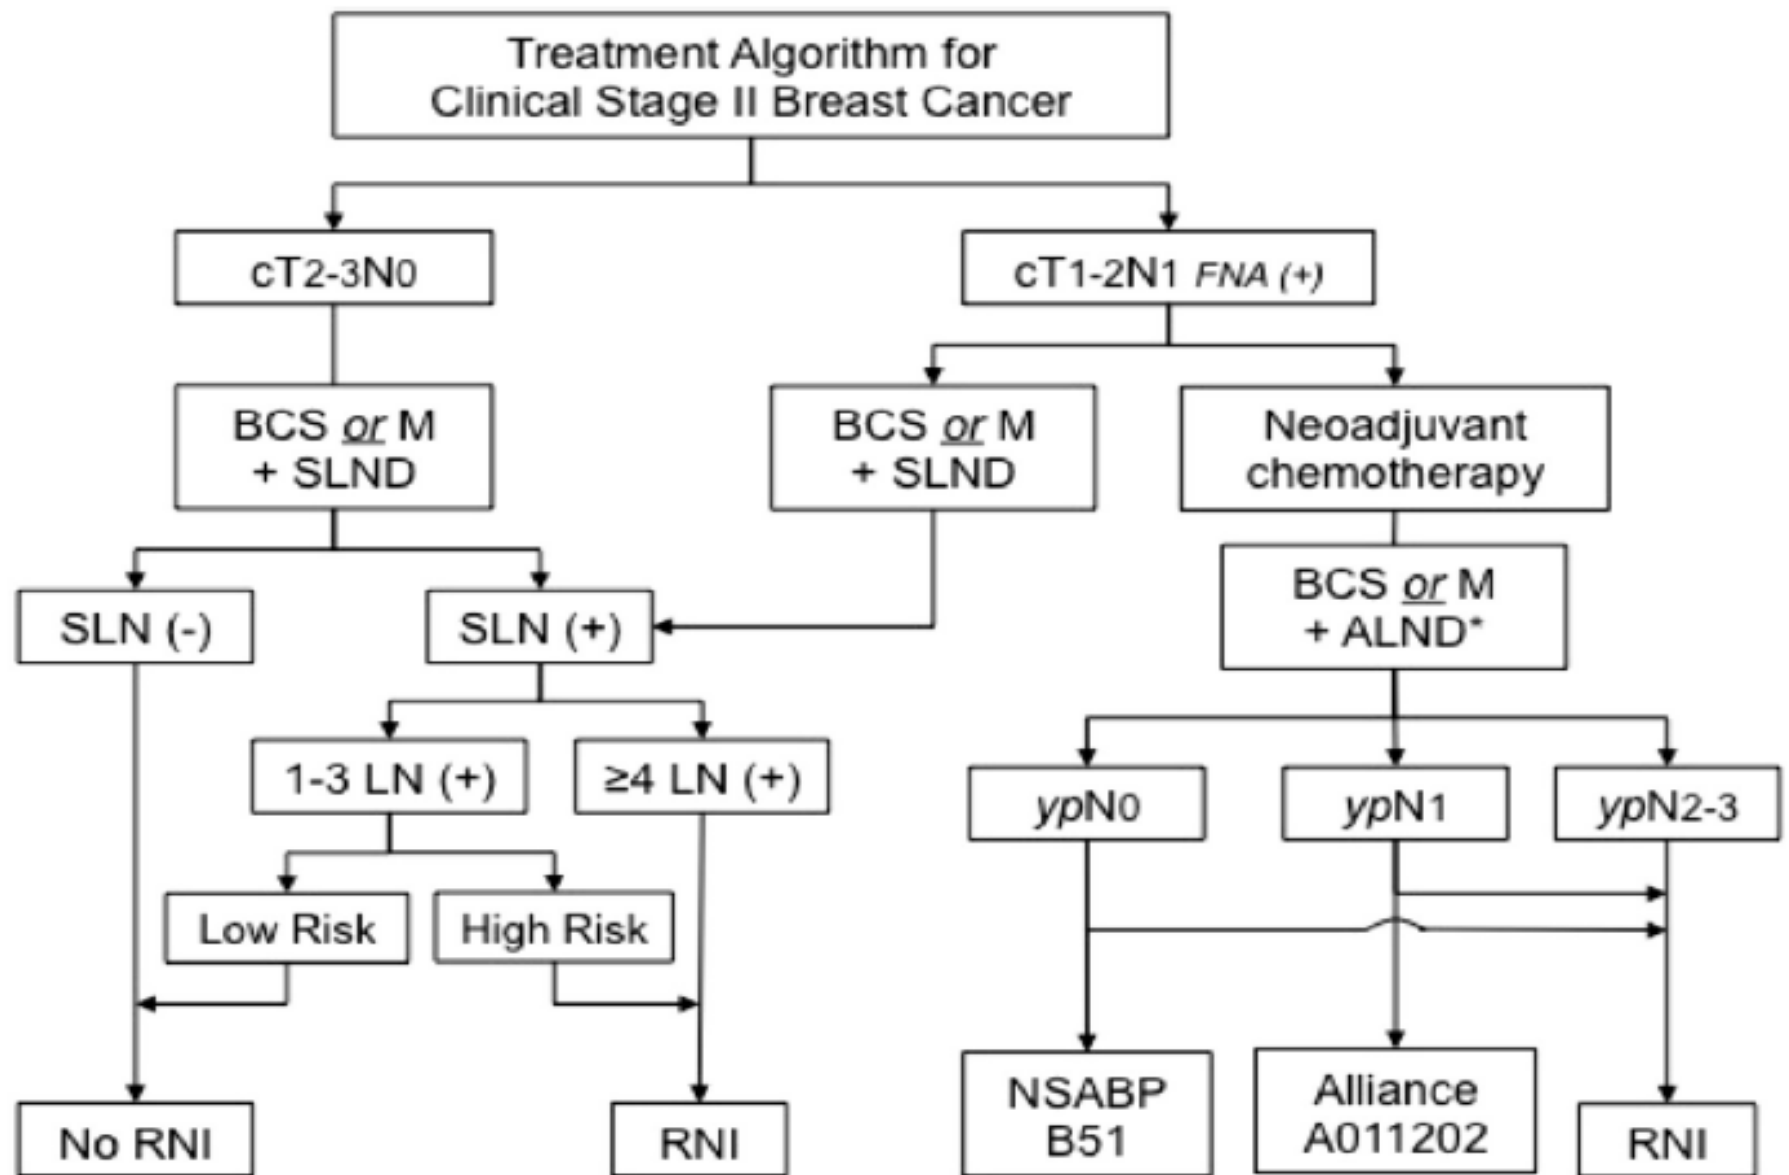 Treatment Algorithm for
Clinical Stage II Breast Cancer
cT2-3N0
cT1-2N1 FNA (+)
BCS or M
+ SLND
BCS or M
+ SLND
Neoadjuvant
chemotherapy
BCS or M
+ ALND*
SLN (-)
SLN (+)
1-3 LN (+)
≥4 LN (+)
ypN0
ypN1
ypN2-3
Low Risk
High Risk
No RNI
RNI
NSABP
B51
Alliance
A011202
RNI